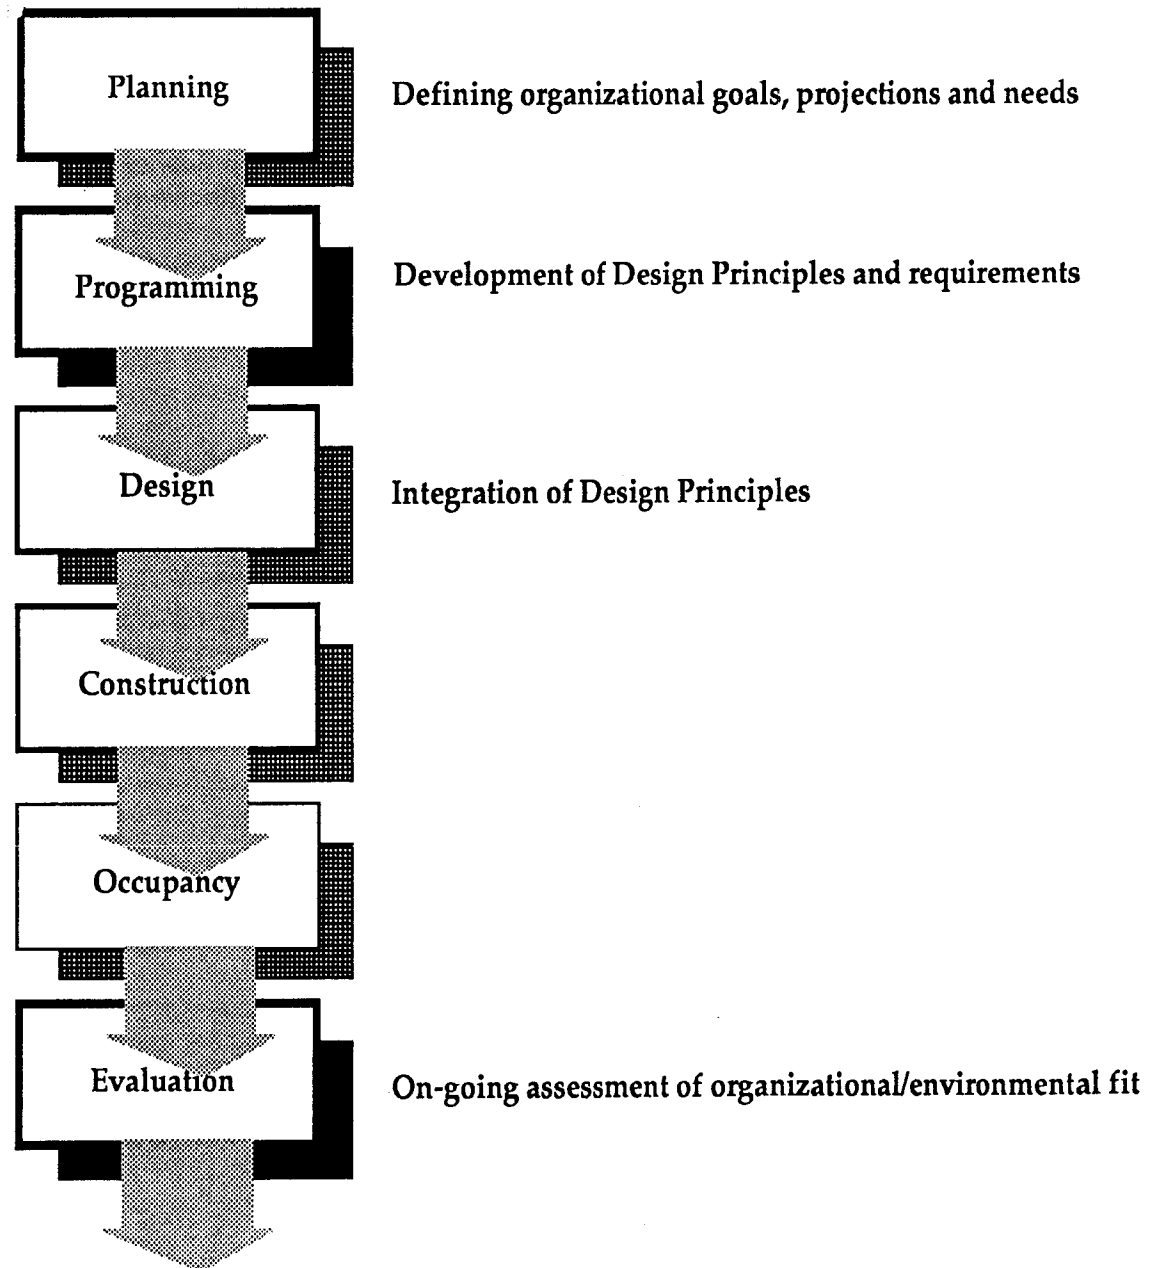 Planning
Defining organizational goals, projections and needs
Programming
Development of Design Principles and requirements
Design
Integration of Design Principles
Construction
Occupancy
Evaluation
On-going assessment of organizational/environmental fit